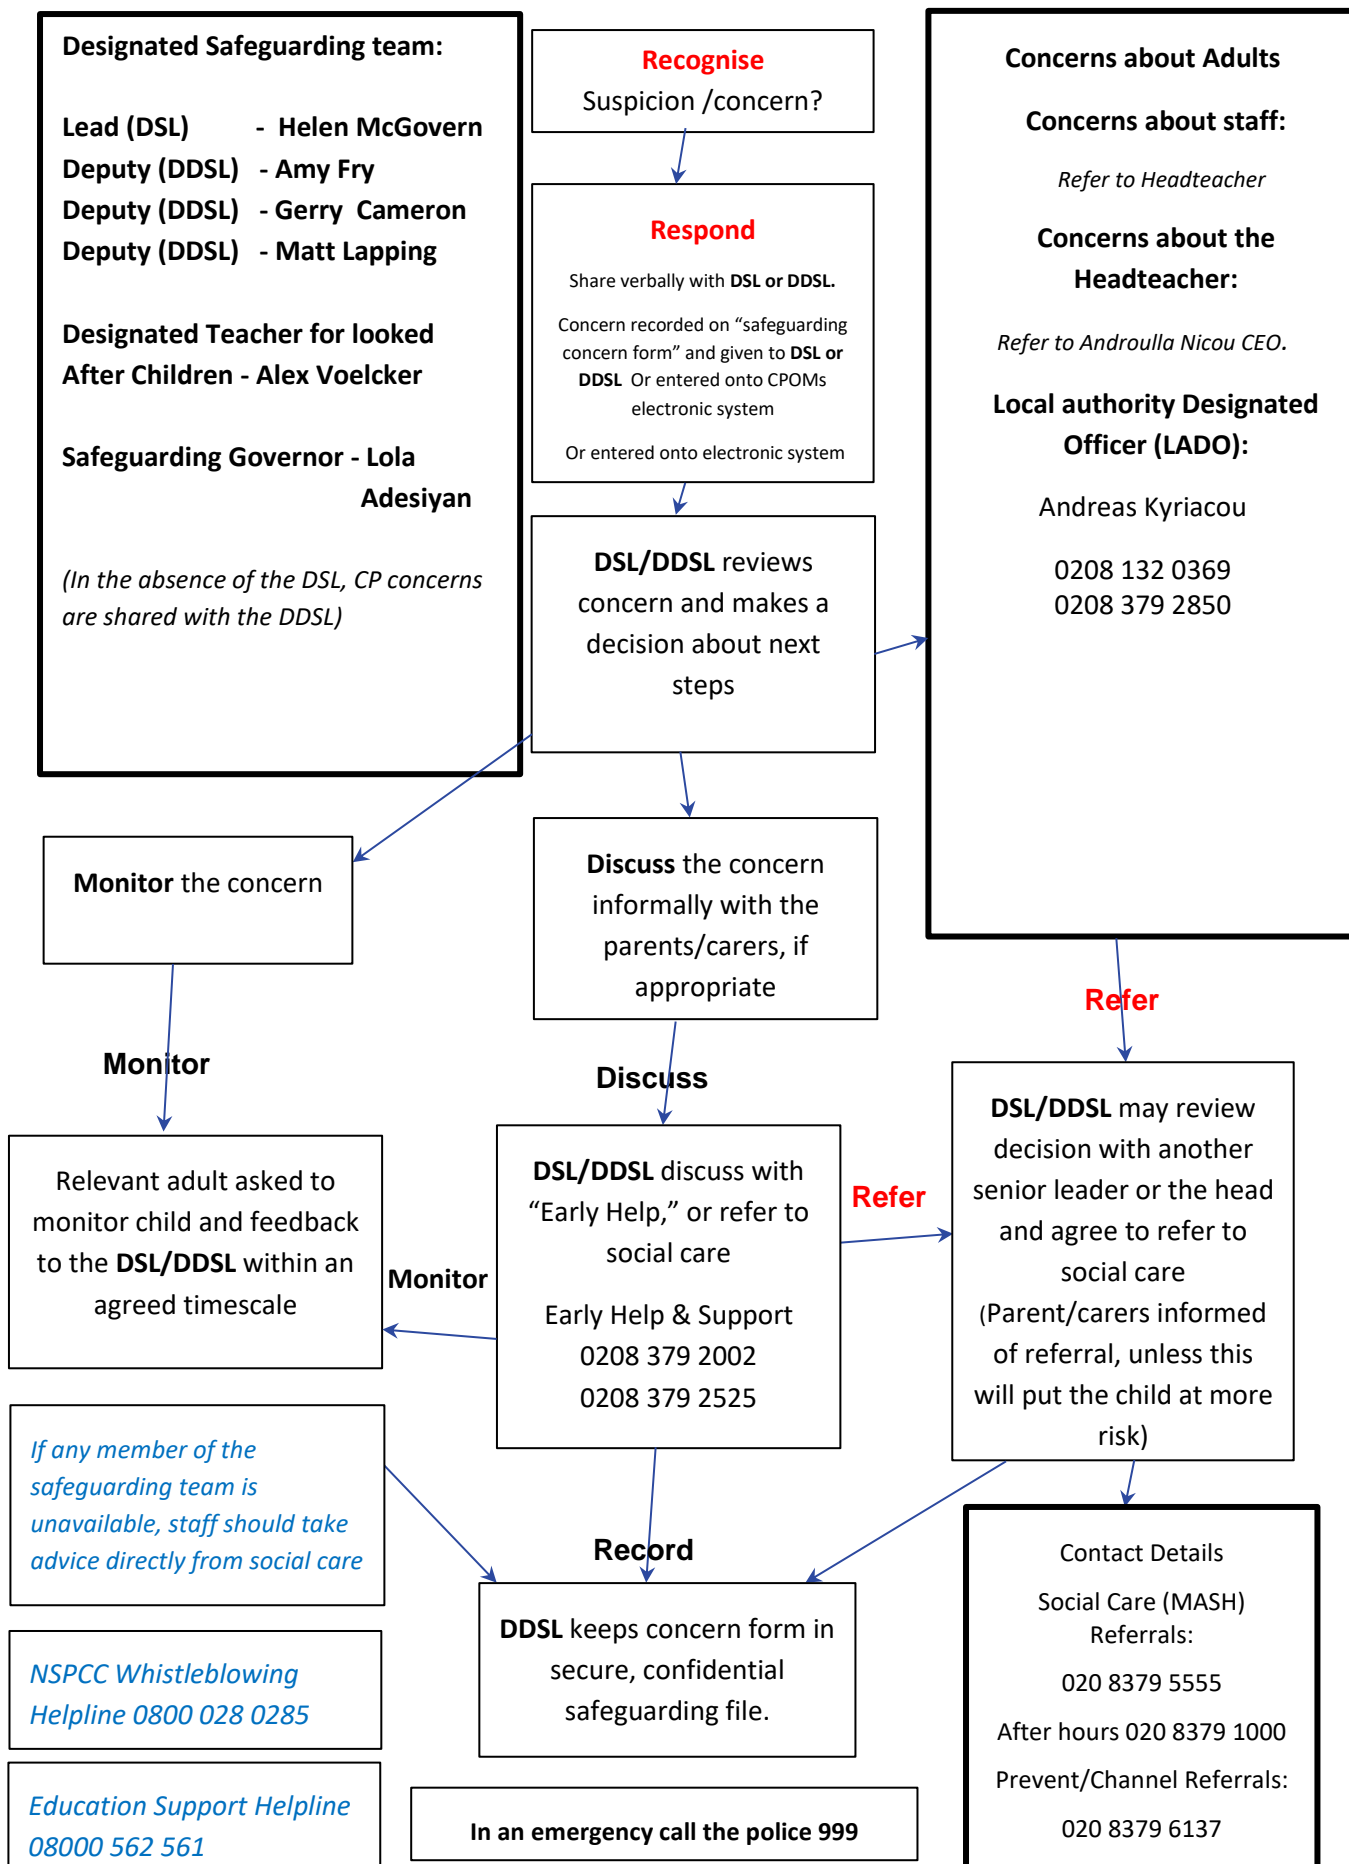 Designated Safeguarding team:
Lead (DSL) - Helen McGovern
Deputy (DDSL) - Amy Fry
Deputy (DDSL) - Gerry Cameron
Deputy (DDSL) - Matt Lapping
Designated Teacher for looked
After Children - Alex Voelcker
Safeguarding Governor - Lola
Adesiyan
(In the absence of the DSL, CP concerns
are shared with the DDSL)
Recognise
Suspicion /concern?
Respond
Share verbally with DSL or DDSL.
Concern recorded on “safeguarding
concern form” and given to DSL or
DDSL Or entered onto CPOMs
electronic system
Or entered onto electronic system
DSL/DDSL reviews
concern and makes a
decision about next
steps
Concerns about Adults
Concerns about staff:
Refer to Headteacher
Concerns about the
Headteacher:
Refer to Androulla Nicou CEO.
Local authority Designated
Officer (LADO):
Andreas Kyriacou
0208 132 0369
0208 379 2850
Monitor the concern
Discuss the concern
informally with the
parents/carers, if
appropriate
Refer
Monitor
Discuss
Relevant adult asked to
monitor child and feedback
to the DSL/DDSL within an
agreed timescale
Monitor
DSL/DDSL discuss with
“Early Help,” or refer to
social care
Early Help & Support
0208 379 2002
0208 379 2525
Refer
DSL/DDSL may review
decision with another
senior leader or the head
and agree to refer to
social care
(Parent/carers informed
of referral, unless this
will put the child at more
risk)
If any member of the
safeguarding team is
unavailable, staff should take
advice directly from social care
Record
DDSL keeps concern form in
secure, confidential
safeguarding file.
Contact Details
Social Care (MASH)
Referrals:
020 8379 5555
After hours 020 8379 1000
Prevent/Channel Referrals:
020 8379 6137
NSPCC Whistleblowing
Helpline 0800 028 0285
Education Support Helpline
08000 562 561
In an emergency call the police 999